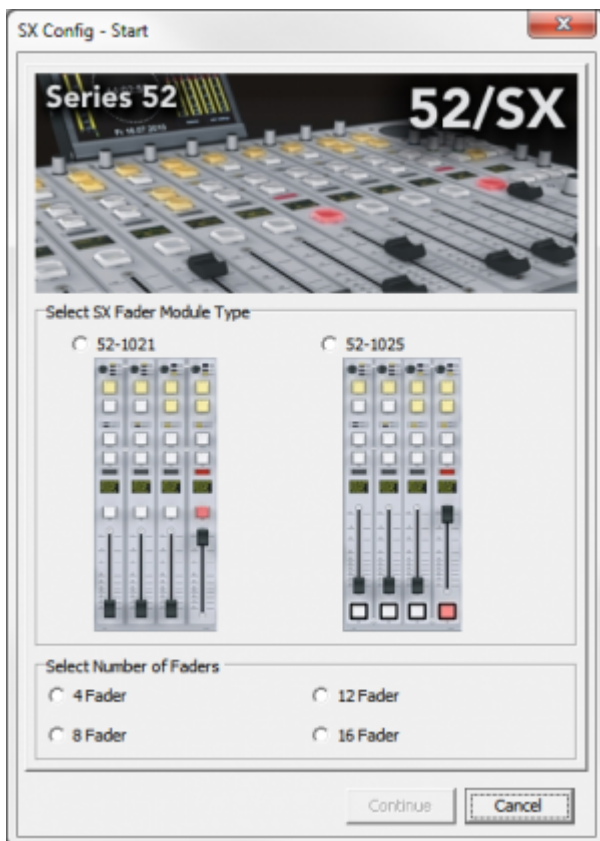 SX Config - Start
Series 52
52/SX
Select SX Fader Module Type
52-1021
52-1025
Select Number of Faders
4 Fader
12 Fader
8 Fader
16 Fader
Continue
Cancel